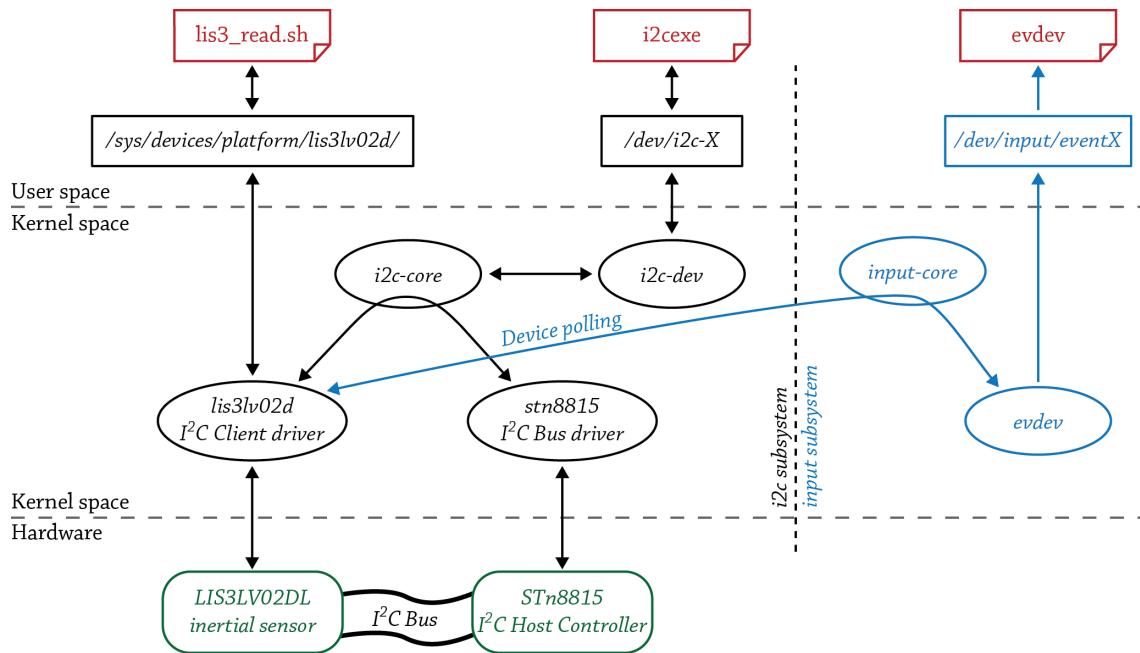 lis3_read.sh
i2cexe
evdev
/sys/devices/platform/lis3lv02d/
/dev/i2c-X
/dev/input/eventX
User space
Kernel space
i2c-core
i2c-dev
input-core
Device polling
lis3lv02d
I²C Client driver
stn8815
I²C Bus driver
i2c subsystem
input subsystem
evdev
Kernel space
Hardware
LIS3LV02DL
inertial sensor
I²C Bus
STn8815
I²C Host Controller